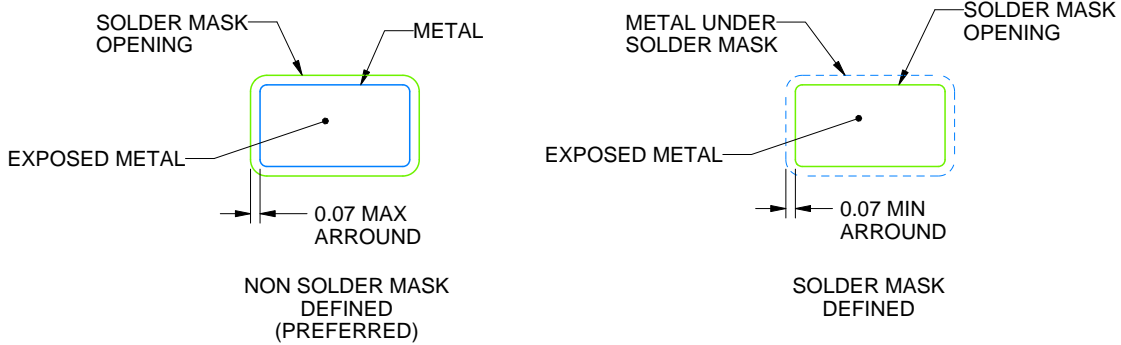 SOLDER MASK
OPENING
METAL
EXPOSED METAL
0.07 MAX
ARROUND
NON SOLDER MASK
DEFINED
(PREFERRED)
METAL UNDER
SOLDER MASK
SOLDER MASK
OPENING
EXPOSED METAL
0.07 MIN
ARROUND
SOLDER MASK
DEFINED